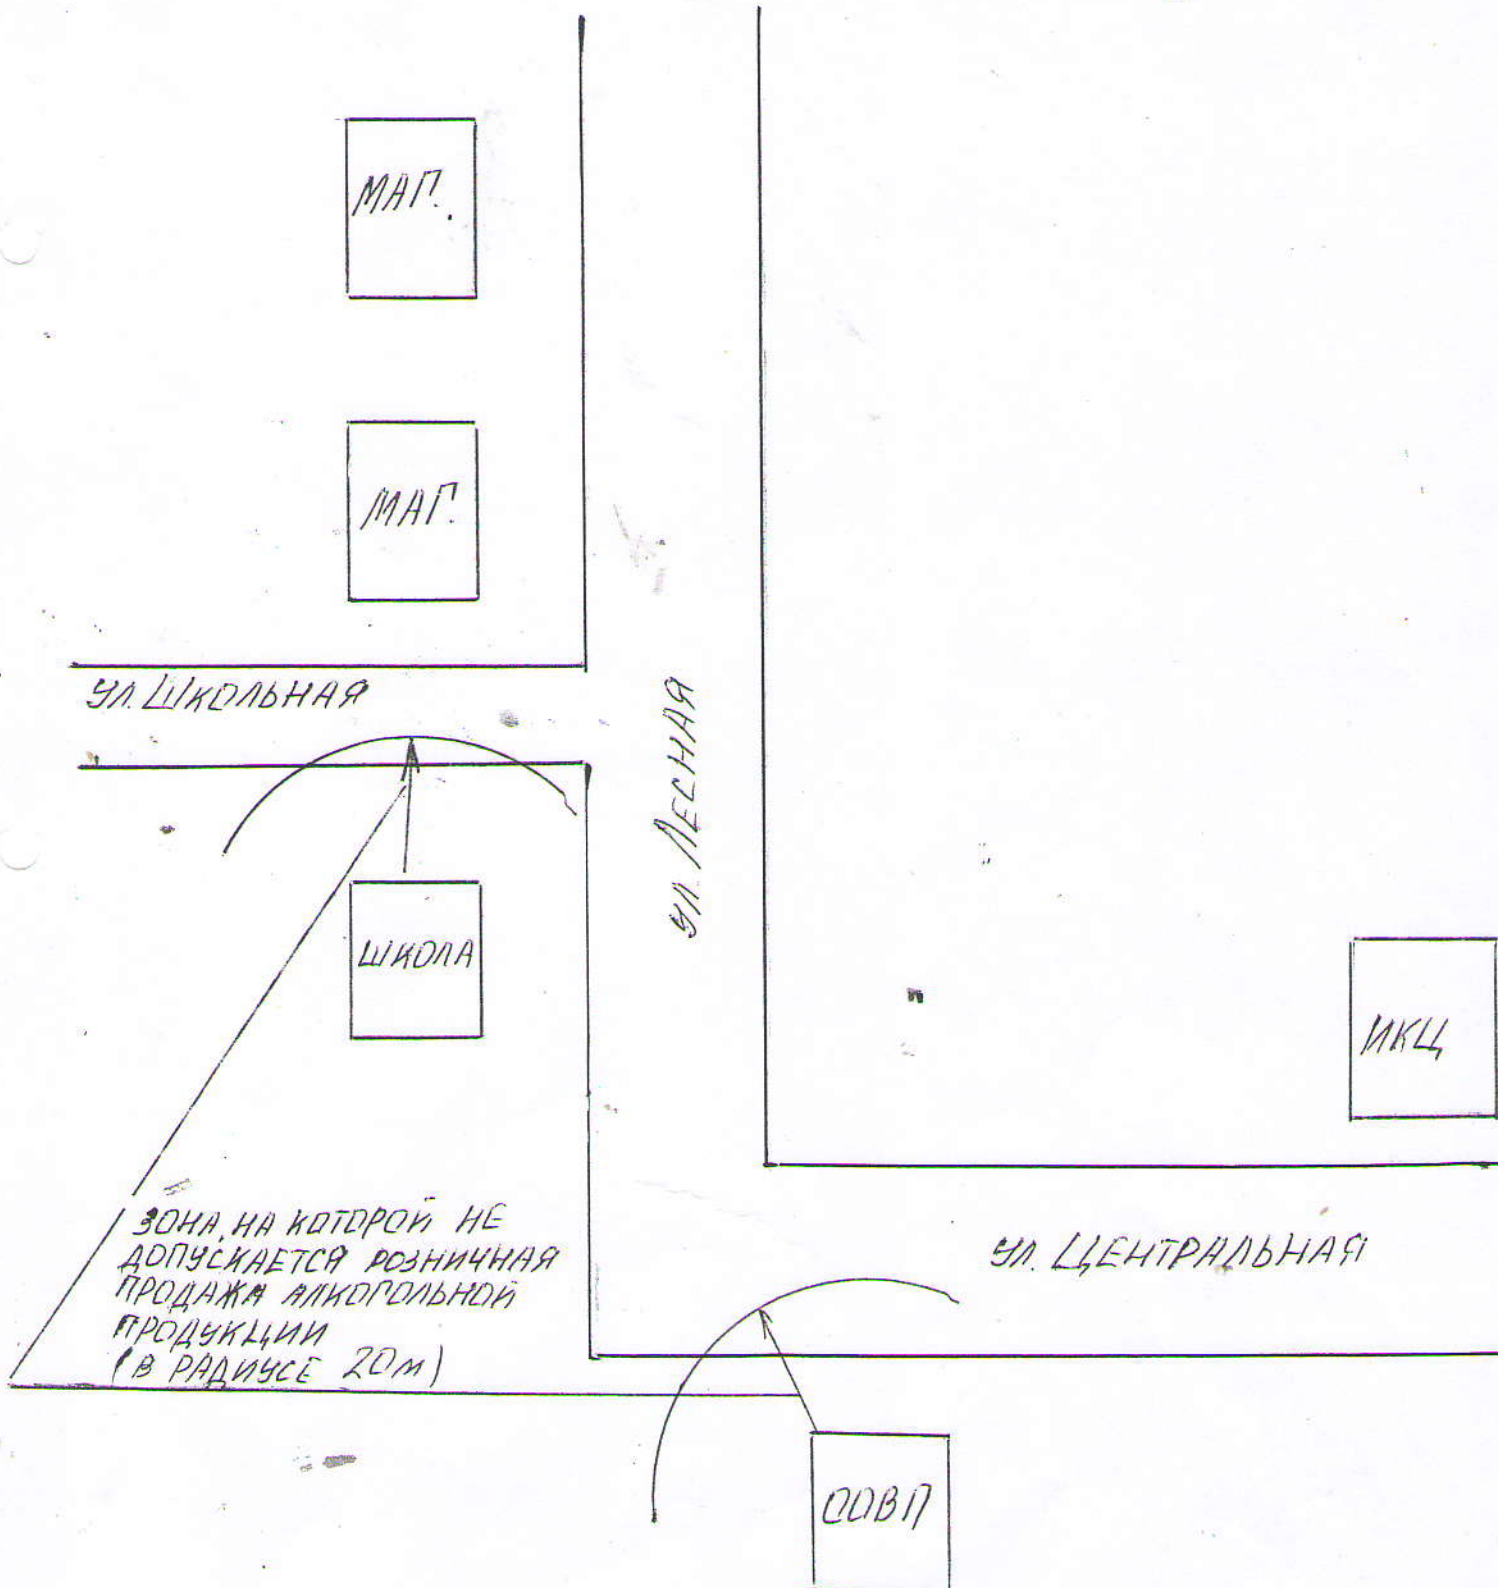 МАГ.
МАГ.
УЛ. ШКОЛЬНАЯ
УЛ. ЛЕСНАЯ
ШКОЛА
ИКЦ
ЗОНА, НА КОТОРОЙ НЕ
ДОПУСКАЕТСЯ РОЗНИЧНАЯ
ПРОДАЖА АЛКОГОЛЬНОЙ
ПРОДУКЦИИ
(В РАДИУСЕ 20М)
УЛ. ЦЕНТРАЛЬНАЯ
ООВП